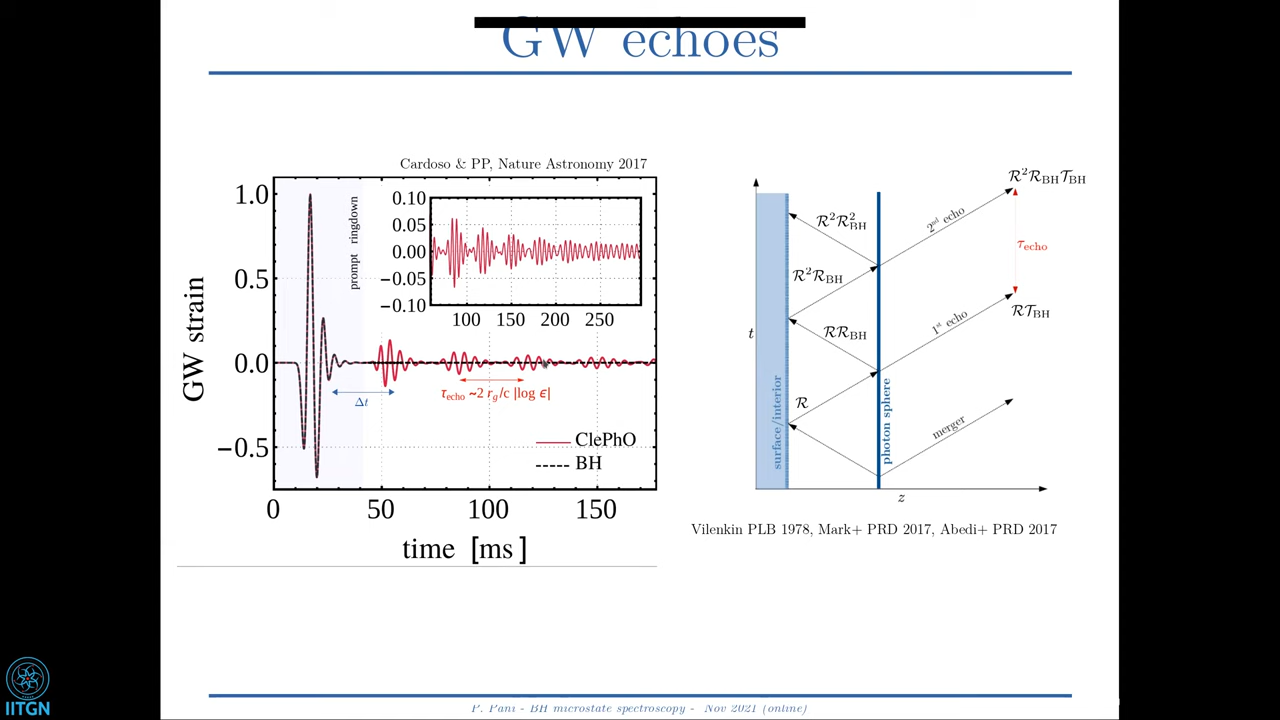 GW echoes
Cardoso & PP, Nature Astronomy 2017
GW strain
1.0
0.5
0.0
−0.5
0
50
100
150
time [ms]
prompt ringdown
0.10
0.05
0.00
−0.05
−0.10
100
150
200
250
Δt
τecho ~2 rg/c |log ϵ|
ClePhO
BH
t
z
surface/interior
photon sphere
R²R²BH
R²RBH
RRBH
R
2nd echo
1st echo
merger
R²RBHTBH
τecho
RTBH
Vilenkin PLB 1978, Mark+ PRD 2017, Abedi+ PRD 2017
IITGN
P. Pani - BH microstate spectroscopy - Nov 2021 (online)